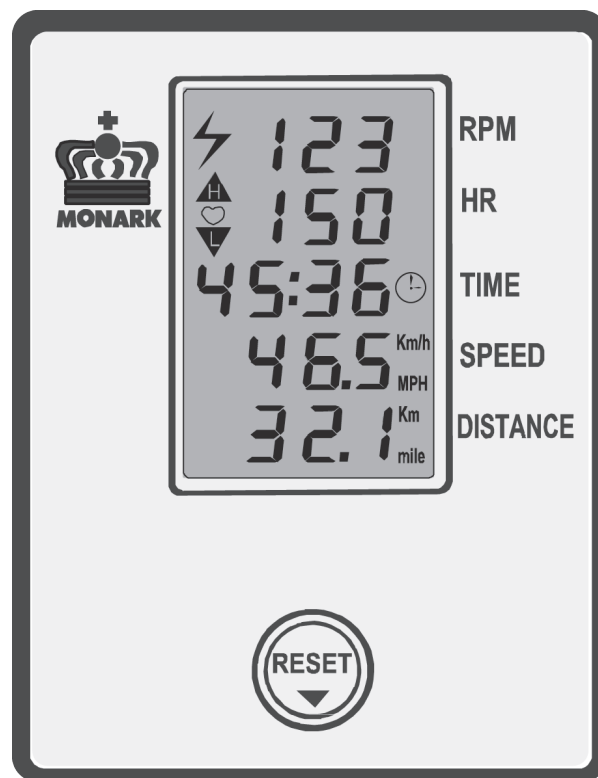 MONARK
123 RPM
H
150 HR
L
45:36 TIME
46.5 Km/h MPH SPEED
32.1 Km mile DISTANCE
RESET